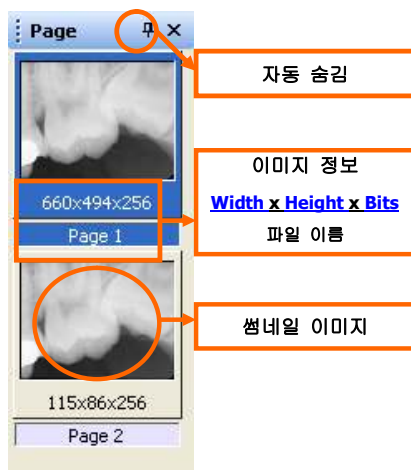 Page
자동 숨김
660x494x256
Page 1
이미지 정보
Width x Height x Bits
파일 이름
썸네일 이미지
115x86x256
Page 2